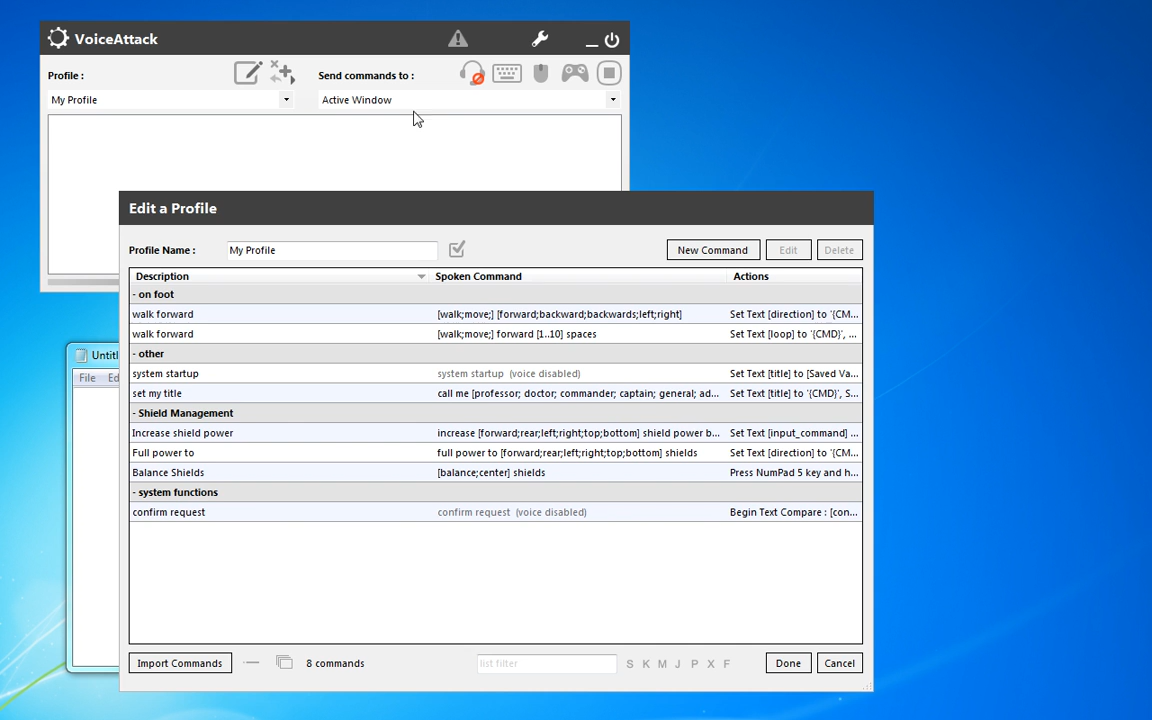 VoiceAttack
Profile :
Send commands to :
My Profile
Active Window
Edit a Profile
Profile Name :
My Profile
New Command
Edit
Delete
Description
Spoken Command
Actions
- on foot
walk forward
[walk;move;] [forward;backward;backwards;left;right]
Set Text [direction] to '{CM...
walk forward
[walk;move;] forward [1..10] spaces
Set Text [loop] to '{CMD}', ...
- other
system startup
system startup (voice disabled)
Set Text [title] to [Saved Va...
set my title
call me [professor; doctor; commander; captain; general; ad...
Set Text [title] to '{CMD}', S...
- Shield Management
Increase shield power
increase [forward;rear;left;right;top;bottom] shield power b...
Set Text [input_command] ...
Full power to
full power to [forward;rear;left;right;top;bottom] shields
Set Text [direction] to '{CM...
Balance Shields
[balance;center] shields
Press NumPad 5 key and h...
- system functions
confirm request
confirm request (voice disabled)
Begin Text Compare : [con...
Untitl
File Ed
Import Commands
8 commands
list filter
S K M J P X F
Done
Cancel